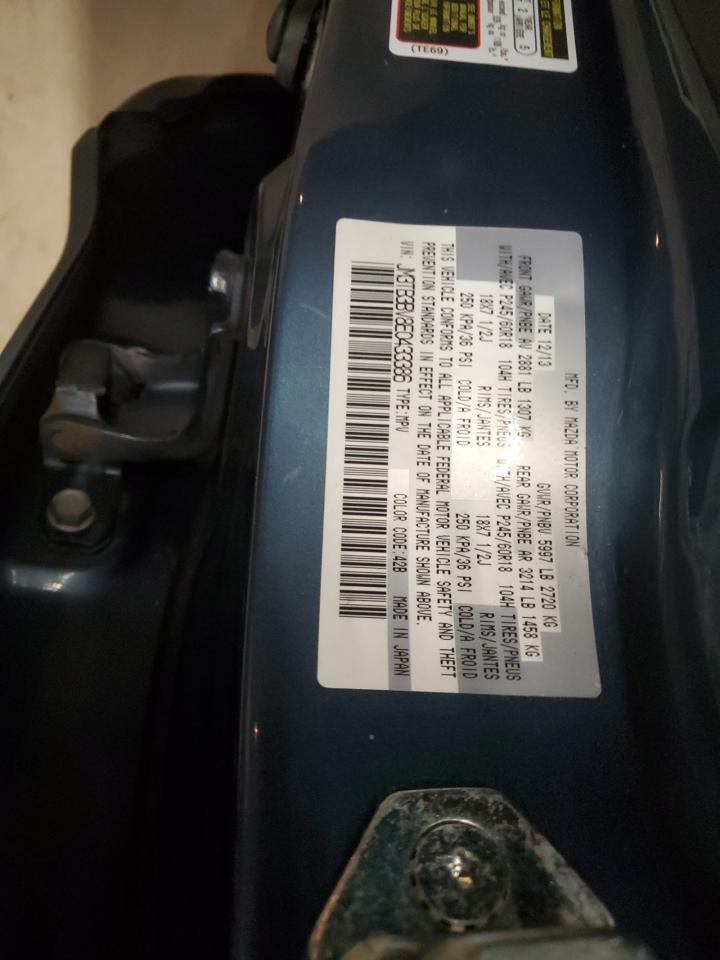 (TE69)
MFD. BY MAZDA MOTOR CORPORATION
DATE 12/13 GVWR/PNBV 5997 LB 2720 KG
FRONT GAWR/PNBE AV 2881 LB 1307 KG REAR GAWR/PNBE AR 3214 LB 1458 KG
WITH/AVEC P245/60R18 104H TIRES/PNEUS WITH/AVEC P245/60R18 104H TIRES/PNEUS
18X7 1/2J RIMS/JANTES 18X7 1/2J RIMS/JANTES
250 KPA/36 PSI COLD/A FROID 250 KPA/36 PSI COLD/A FROID
THIS VEHICLE CONFORMS TO ALL APPLICABLE FEDERAL MOTOR VEHICLE SAFETY AND THEFT
PREVENTION STANDARDS IN EFFECT ON THE DATE OF MANUFACTURE SHOWN ABOVE.
VIN: JM3TB3BV8E0433386 TYPE:MPV COLOR CODE:42B MADE IN JAPAN